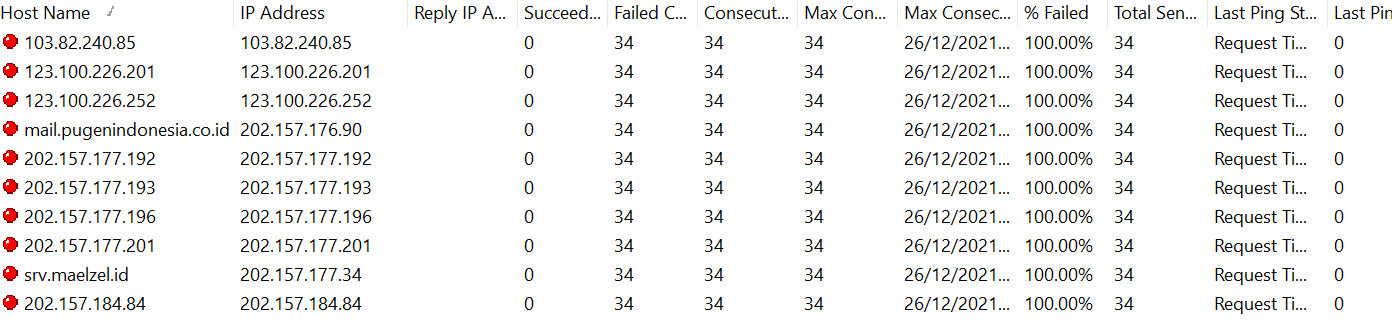 Host Name IP Address Reply IP A... Succeed... Failed C... Consecut... Max Con... Max Consec... % Failed Total Sen... Last Ping St... Last Pin
103.82.240.85 103.82.240.85 0 34 34 34 26/12/2021... 100.00% 34 Request Ti... 0
123.100.226.201 123.100.226.201 0 34 34 34 26/12/2021... 100.00% 34 Request Ti... 0
123.100.226.252 123.100.226.252 0 34 34 34 26/12/2021... 100.00% 34 Request Ti... 0
mail.pugenindonesia.co.id 202.157.176.90 0 34 34 34 26/12/2021... 100.00% 34 Request Ti... 0
202.157.177.192 202.157.177.192 0 34 34 34 26/12/2021... 100.00% 34 Request Ti... 0
202.157.177.193 202.157.177.193 0 34 34 34 26/12/2021... 100.00% 34 Request Ti... 0
202.157.177.196 202.157.177.196 0 34 34 34 26/12/2021... 100.00% 34 Request Ti... 0
202.157.177.201 202.157.177.201 0 34 34 34 26/12/2021... 100.00% 34 Request Ti... 0
srv.maelzel.id 202.157.177.34 0 34 34 34 26/12/2021... 100.00% 34 Request Ti... 0
202.157.184.84 202.157.184.84 0 34 34 34 26/12/2021... 100.00% 34 Request Ti... 0